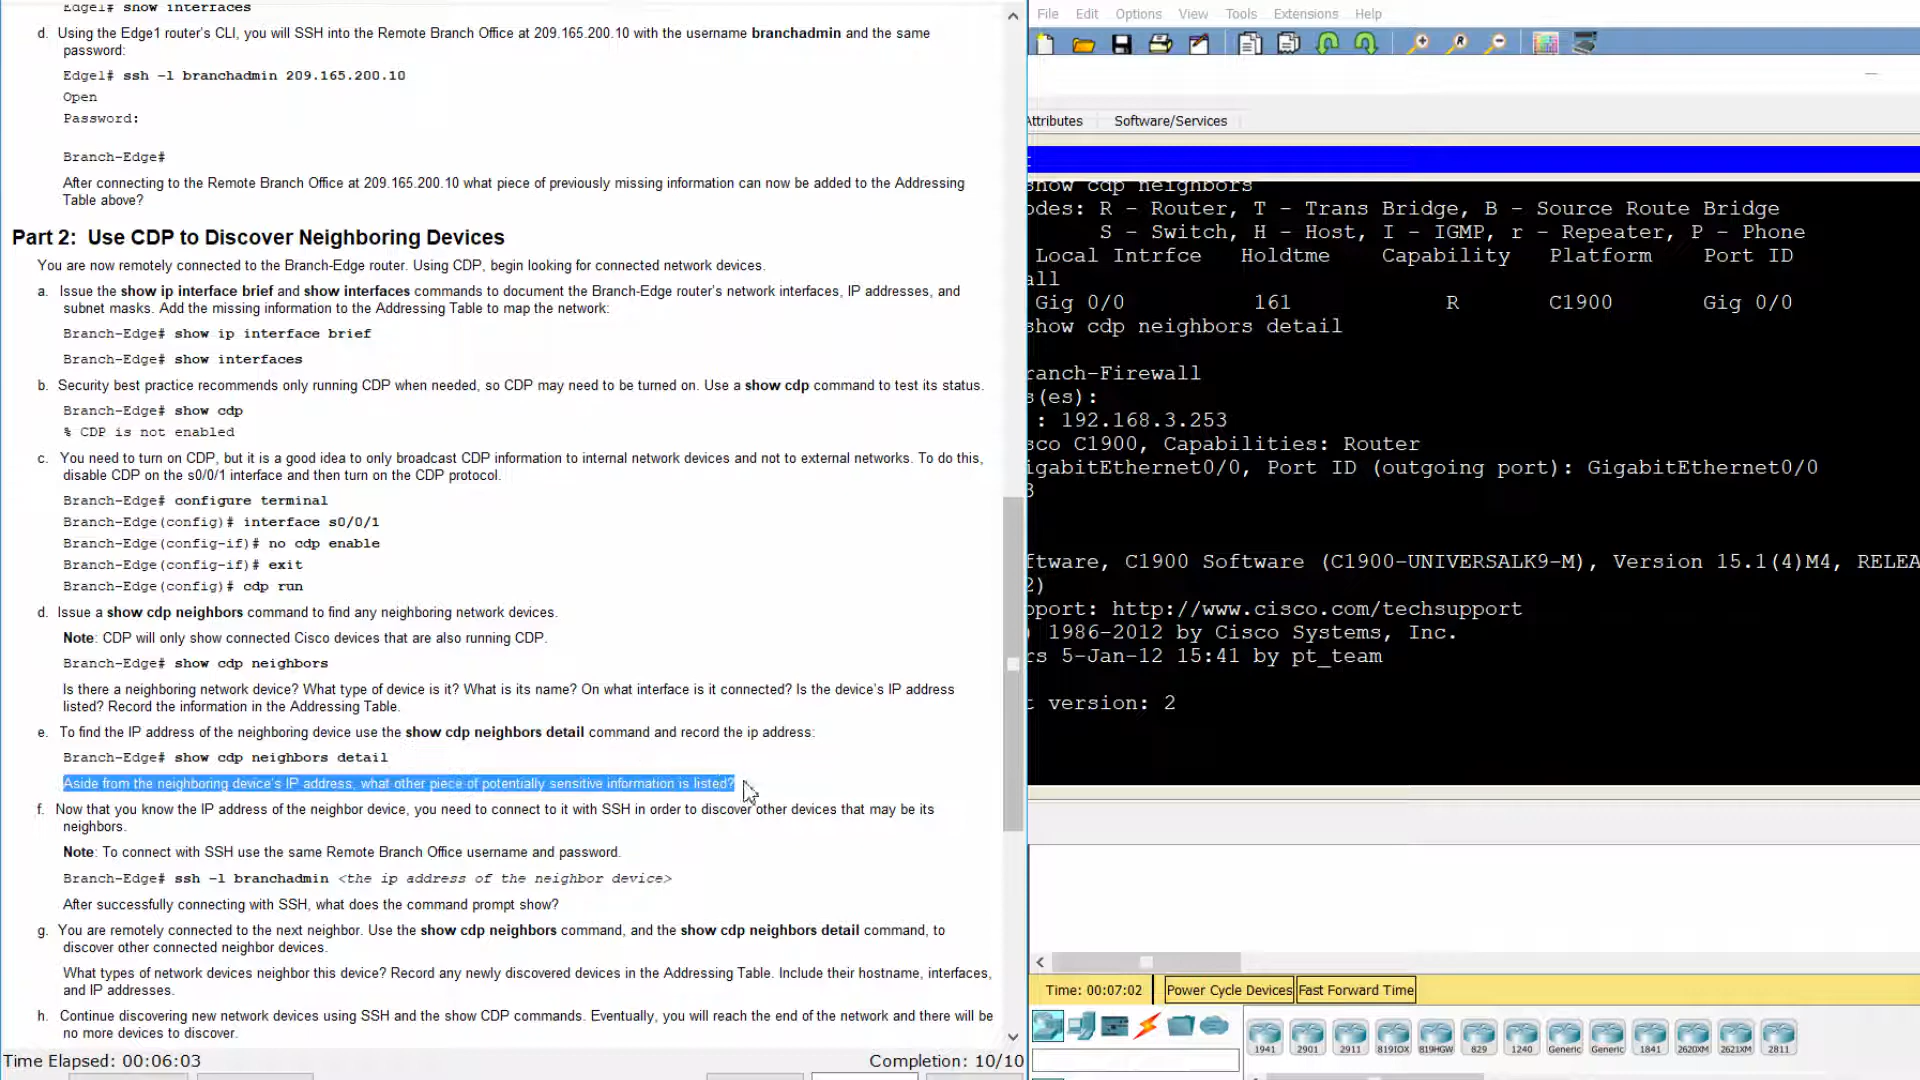 Edge1# show interfaces
d. Using the Edge1 router's CLI, you will SSH into the Remote Branch Office at 209.165.200.10 with the username branchadmin and the same
password:
Edge1# ssh -l branchadmin 209.165.200.10
Open
Password:
Branch-Edge#
After connecting to the Remote Branch Office at 209.165.200.10 what piece of previously missing information can now be added to the Addressing
Table above?
Part 2: Use CDP to Discover Neighboring Devices
You are now remotely connected to the Branch-Edge router. Using CDP, begin looking for connected network devices.
a. Issue the show ip interface brief and show interfaces commands to document the Branch-Edge router's network interfaces, IP addresses, and
subnet masks. Add the missing information to the Addressing Table to map the network:
Branch-Edge# show ip interface brief
Branch-Edge# show interfaces
b. Security best practice recommends only running CDP when needed, so CDP may need to be turned on. Use a show cdp command to test its status.
Branch-Edge# show cdp
% CDP is not enabled
c. You need to turn on CDP, but it is a good idea to only broadcast CDP information to internal network devices and not to external networks. To do this,
disable CDP on the s0/0/1 interface and then turn on the CDP protocol.
Branch-Edge# configure terminal
Branch-Edge(config)# interface s0/0/1
Branch-Edge(config-if)# no cdp enable
Branch-Edge(config-if)# exit
Branch-Edge(config)# cdp run
d. Issue a show cdp neighbors command to find any neighboring network devices.
Note: CDP will only show connected Cisco devices that are also running CDP.
Branch-Edge# show cdp neighbors
Is there a neighboring network device? What type of device is it? What is its name? On what interface is it connected? Is the device's IP address
listed? Record the information in the Addressing Table.
e. To find the IP address of the neighboring device use the show cdp neighbors detail command and record the ip address:
Branch-Edge# show cdp neighbors detail
Aside from the neighboring device's IP address, what other piece of potentially sensitive information is listed?
f. Now that you know the IP address of the neighbor device, you need to connect to it with SSH in order to discover other devices that may be its
neighbors.
Note: To connect with SSH use the same Remote Branch Office username and password.
Branch-Edge# ssh -l branchadmin <the ip address of the neighbor device>
After successfully connecting with SSH, what does the command prompt show?
g. You are remotely connected to the next neighbor. Use the show cdp neighbors command, and the show cdp neighbors detail command, to
discover other connected neighbor devices.
What types of network devices neighbor this device? Record any newly discovered devices in the Addressing Table. Include their hostname, interfaces,
and IP addresses.
h. Continue discovering new network devices using SSH and the show CDP commands. Eventually, you will reach the end of the network and there will be
no more devices to discover.
Time Elapsed: 00:06:03 Completion: 10/10
File Edit Options View Tools Extensions Help
Attributes Software/Services
show cdp neighbors
odes: R - Router, T - Trans Bridge, B - Source Route Bridge
S - Switch, H - Host, I - IGMP, r - Repeater, P - Phone
Local Intrfce Holdtme Capability Platform Port ID
all
Gig 0/0 161 R C1900 Gig 0/0
show cdp neighbors detail
ranch-Firewall
s(es):
: 192.168.3.253
sco C1900, Capabilities: Router
igabitEthernet0/0, Port ID (outgoing port): GigabitEthernet0/0
3
ftware, C1900 Software (C1900-UNIVERSALK9-M), Version 15.1(4)M4, RELEA
2)
pport: http://www.cisco.com/techsupport
) 1986-2012 by Cisco Systems, Inc.
rs 5-Jan-12 15:41 by pt_team
t version: 2
Time: 00:07:02 Power Cycle Devices Fast Forward Time
1941 2901 2911 819IOX 819HGW 829 1240 Generic Generic 1841 2620XM 2621XM 2811